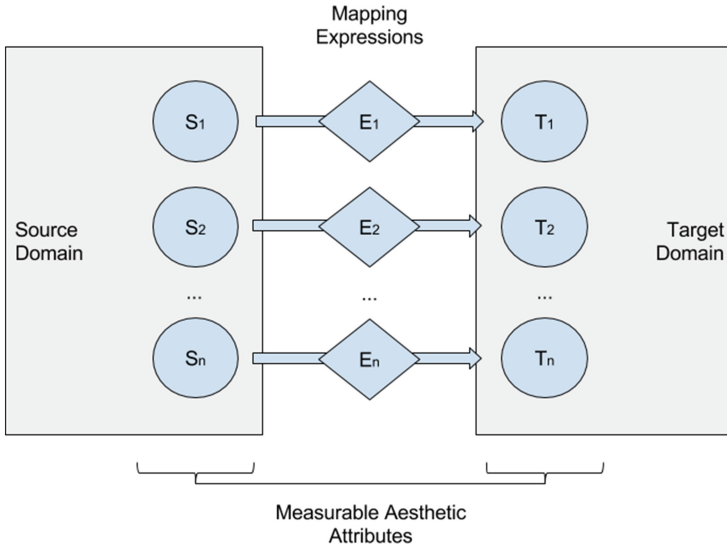 Mapping
Expressions
S1
E1
T1
Source
Domain
S2
E2
T2
Target
Domain
...
...
...
Sn
En
Tn
Measurable Aesthetic
Attributes